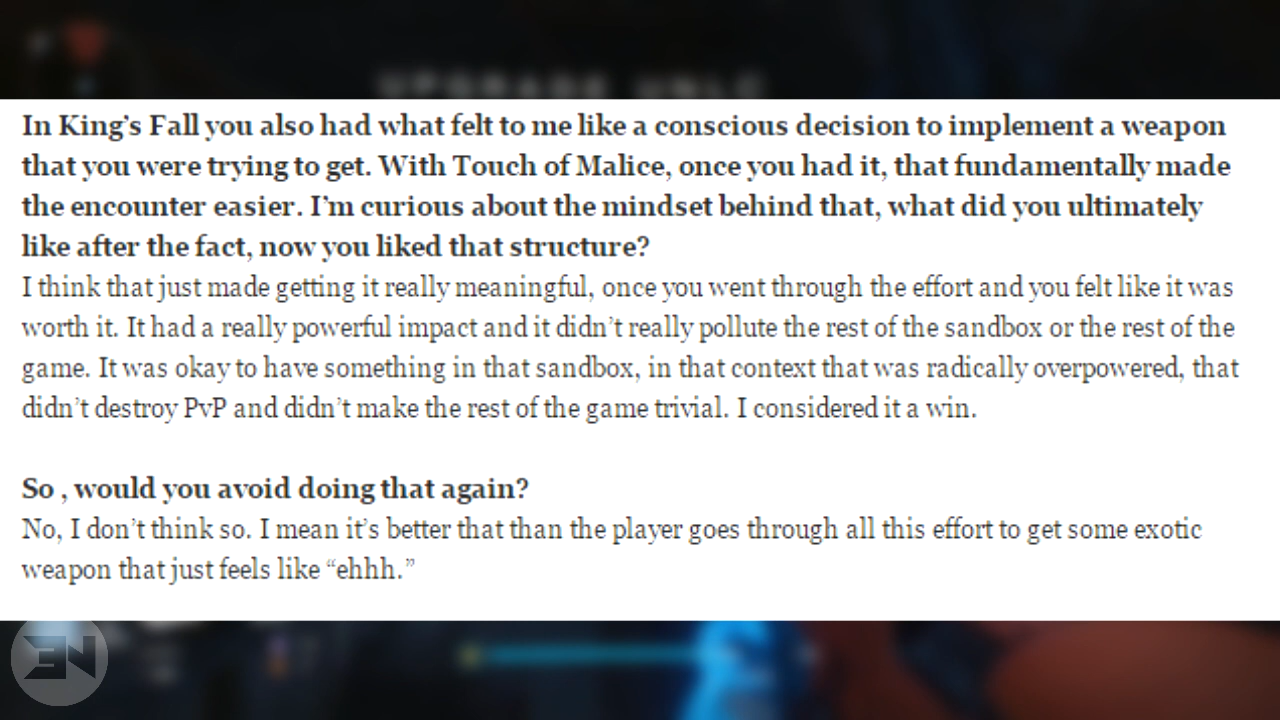 UPGRADE UNLC
In King's Fall you also had what felt to me like a conscious decision to implement a weapon
that you were trying to get. With Touch of Malice, once you had it, that fundamentally made
the encounter easier. I'm curious about the mindset behind that, what did you ultimately
like after the fact, now you liked that structure?
I think that just made getting it really meaningful, once you went through the effort and you felt like it was
worth it. It had a really powerful impact and it didn't really pollute the rest of the sandbox or the rest of the
game. It was okay to have something in that sandbox, in that context that was radically overpowered, that
didn't destroy PvP and didn't make the rest of the game trivial. I considered it a win.
So , would you avoid doing that again?
No, I don't think so. I mean it's better that than the player goes through all this effort to get some exotic
weapon that just feels like “ehhh.”